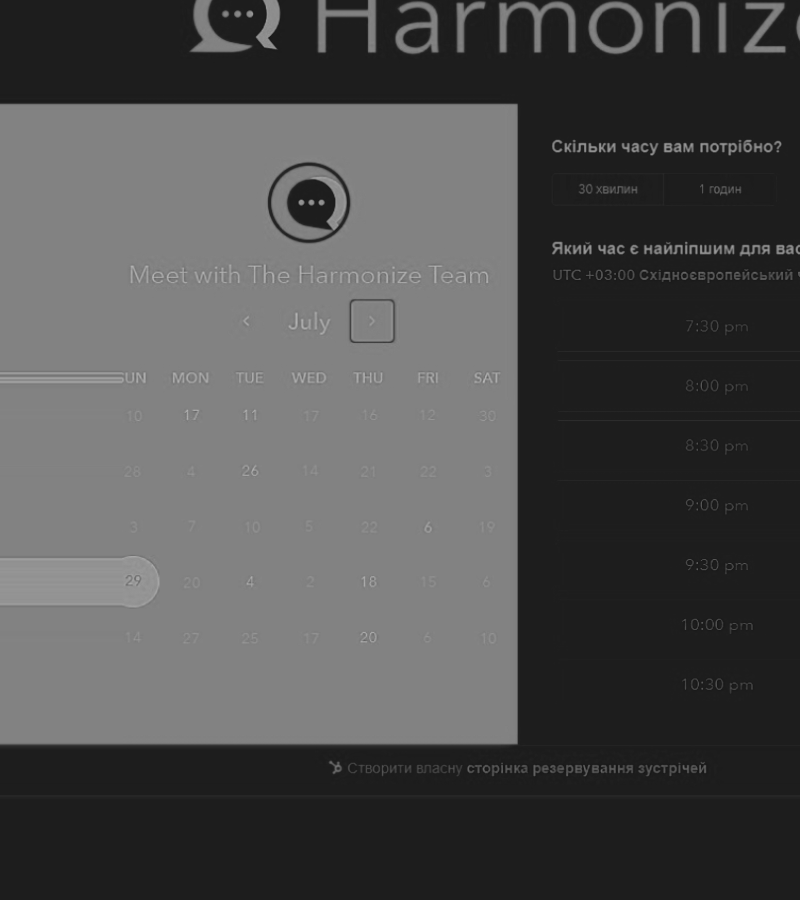 Harmonize
Meet with The Harmonize Team
July
UN MON TUE WED THU FRI SAT
10 17 11 17 16 12 30
28 4 26 14 21 22 3
3 7 10 5 22 6 19
29 20 4 2 18 15 6
14 27 25 17 20 6 10
Скільки часу вам потрібно?
30 хвилин 1 годин
Який час є найліпшим для вас
UTC +03:00 Східноєвропейський
7:30 pm
8:00 pm
8:30 pm
9:00 pm
9:30 pm
10:00 pm
10:30 pm
Створити власну сторінка резервування зустрічей